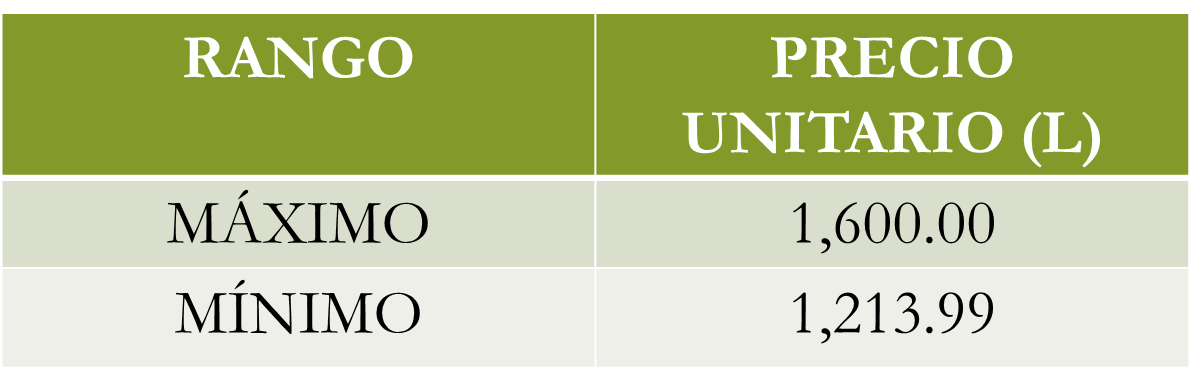 RANGO
PRECIO
UNITARIO (L)
MÁXIMO
1,600.00
MÍNIMO
1,213.99